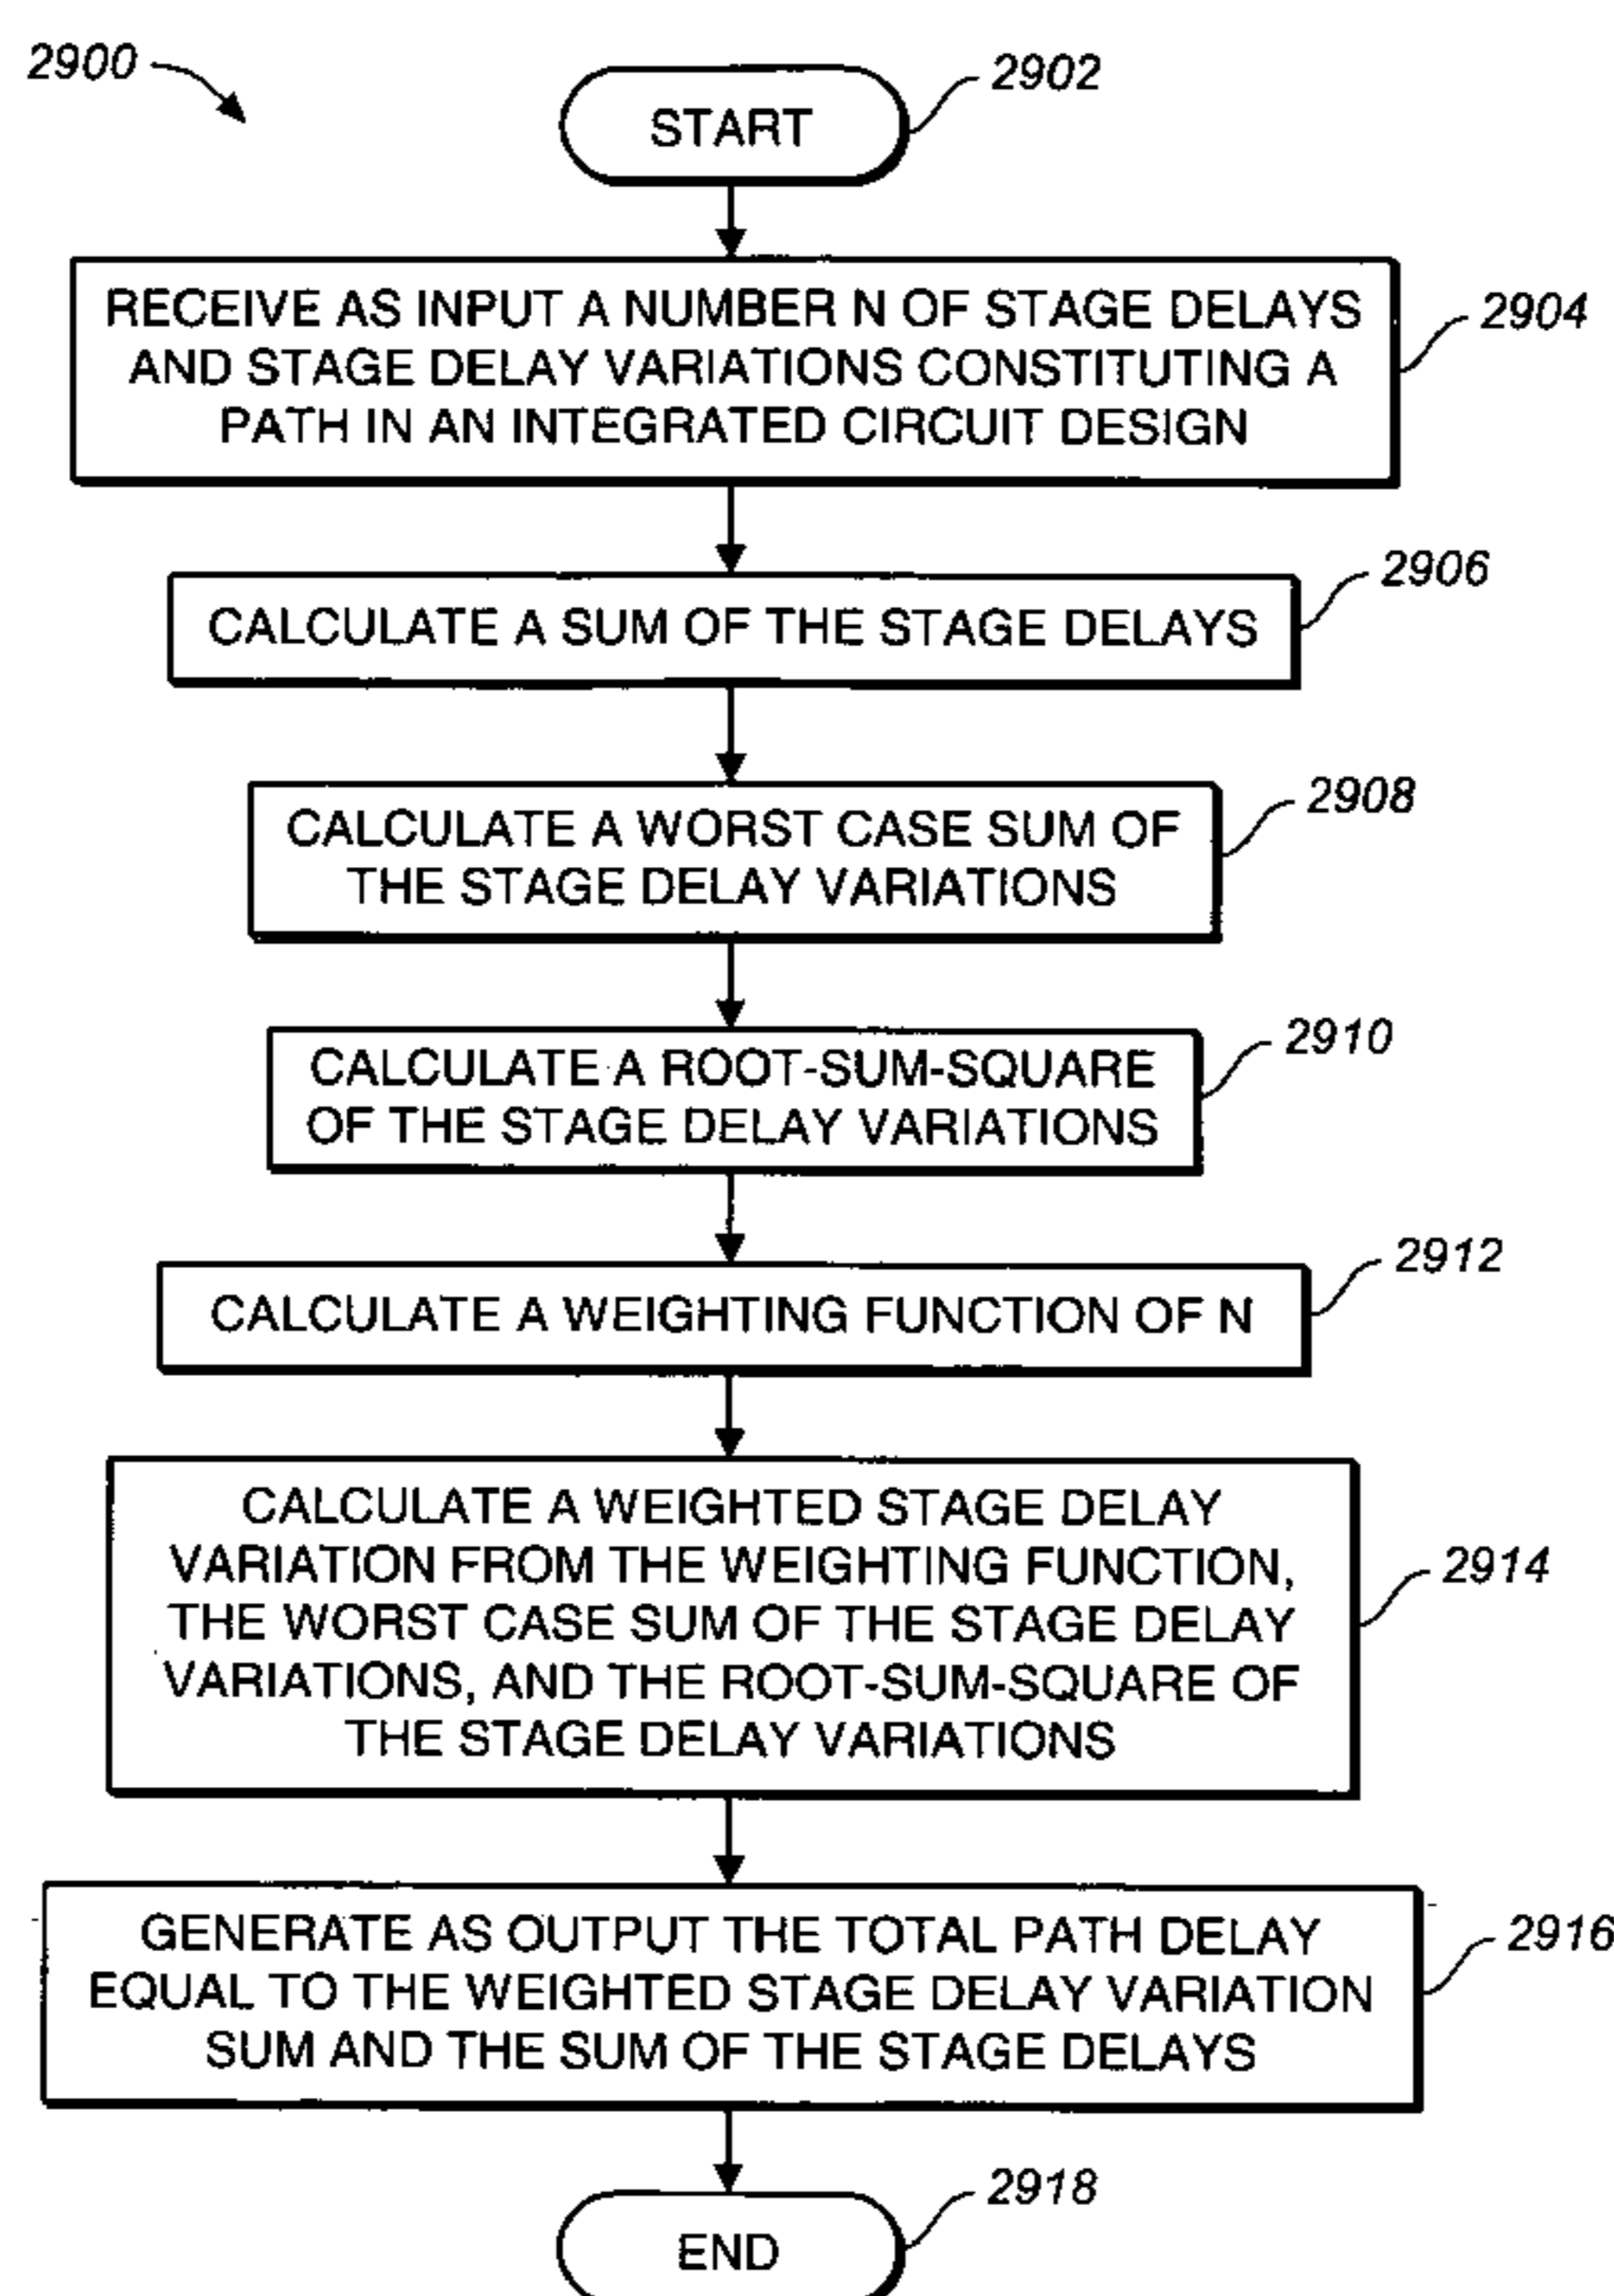 2900
START
2902
RECEIVE AS INPUT A NUMBER N OF STAGE DELAYS
AND STAGE DELAY VARIATIONS CONSTITUTING A
PATH IN AN INTEGRATED CIRCUIT DESIGN
2904
CALCULATE A SUM OF THE STAGE DELAYS
2906
CALCULATE A WORST CASE SUM OF
THE STAGE DELAY VARIATIONS
2908
CALCULATE A ROOT-SUM-SQUARE
OF THE STAGE DELAY VARIATIONS
2910
CALCULATE A WEIGHTING FUNCTION OF N
2912
CALCULATE A WEIGHTED STAGE DELAY
VARIATION FROM THE WEIGHTING FUNCTION,
THE WORST CASE SUM OF THE STAGE DELAY
VARIATIONS, AND THE ROOT-SUM-SQUARE OF
THE STAGE DELAY VARIATIONS
2914
GENERATE AS OUTPUT THE TOTAL PATH DELAY
EQUAL TO THE WEIGHTED STAGE DELAY VARIATION
SUM AND THE SUM OF THE STAGE DELAYS
2916
END
2918